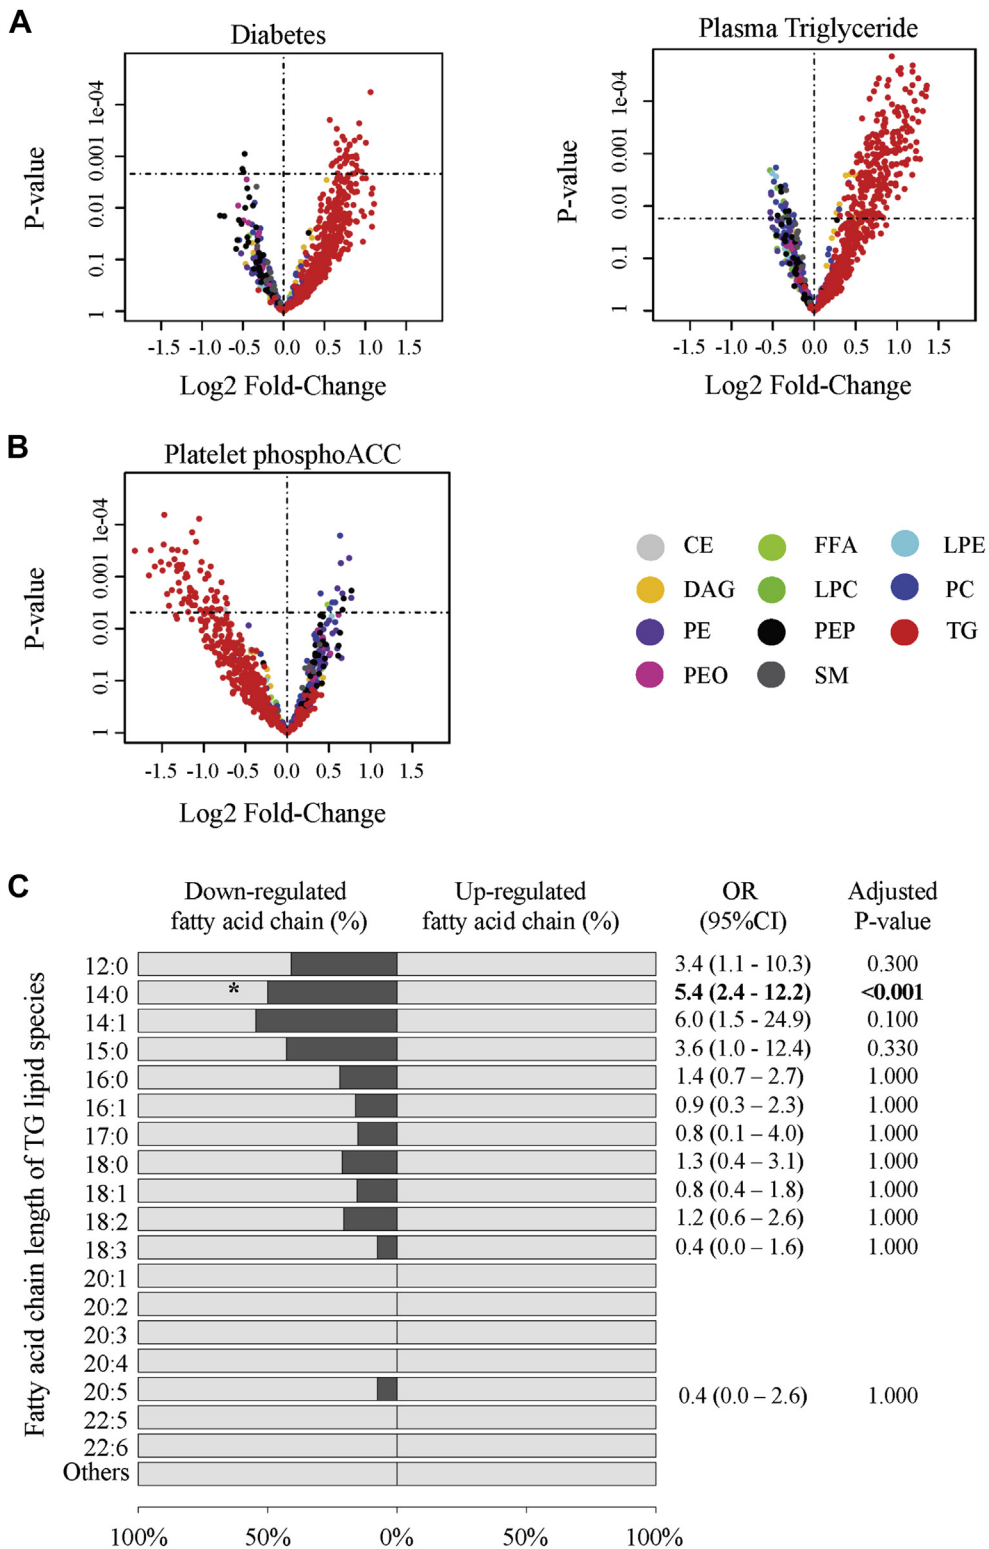 A
Diabetes
P-value
1e-04
0.001
0.01
0.1
1
-1.5 -1.0 -0.5 0.0 0.5 1.0 1.5
Log2 Fold-Change
Plasma Triglyceride
P-value
1e-04
0.001
0.01
0.1
1
-1.5 -1.0 -0.5 0.0 0.5 1.0 1.5
Log2 Fold-Change
B
Platelet phosphoACC
P-value
1e-04
0.001
0.01
0.1
1
-1.5 -1.0 -0.5 0.0 0.5 1.0 1.5
Log2 Fold-Change
CE FFA LPE
DAG LPC PC
PE PEP TG
PEO SM
C
Down-regulated Up-regulated OR Adjusted
fatty acid chain (%) fatty acid chain (%) (95%CI) P-value
Fatty acid chain length of TG lipid species
12:0 3.4 (1.1 - 10.3) 0.300
14:0 * 5.4 (2.4 - 12.2) <0.001
14:1 6.0 (1.5 - 24.9) 0.100
15:0 3.6 (1.0 - 12.4) 0.330
16:0 1.4 (0.7 – 2.7) 1.000
16:1 0.9 (0.3 – 2.3) 1.000
17:0 0.8 (0.1 – 4.0) 1.000
18:0 1.3 (0.4 – 3.1) 1.000
18:1 0.8 (0.4 – 1.8) 1.000
18:2 1.2 (0.6 – 2.6) 1.000
18:3 0.4 (0.0 – 1.6) 1.000
20:1
20:2
20:3
20:4
20:5 0.4 (0.0 – 2.6) 1.000
22:5
22:6
Others
100% 50% 0% 50% 100%